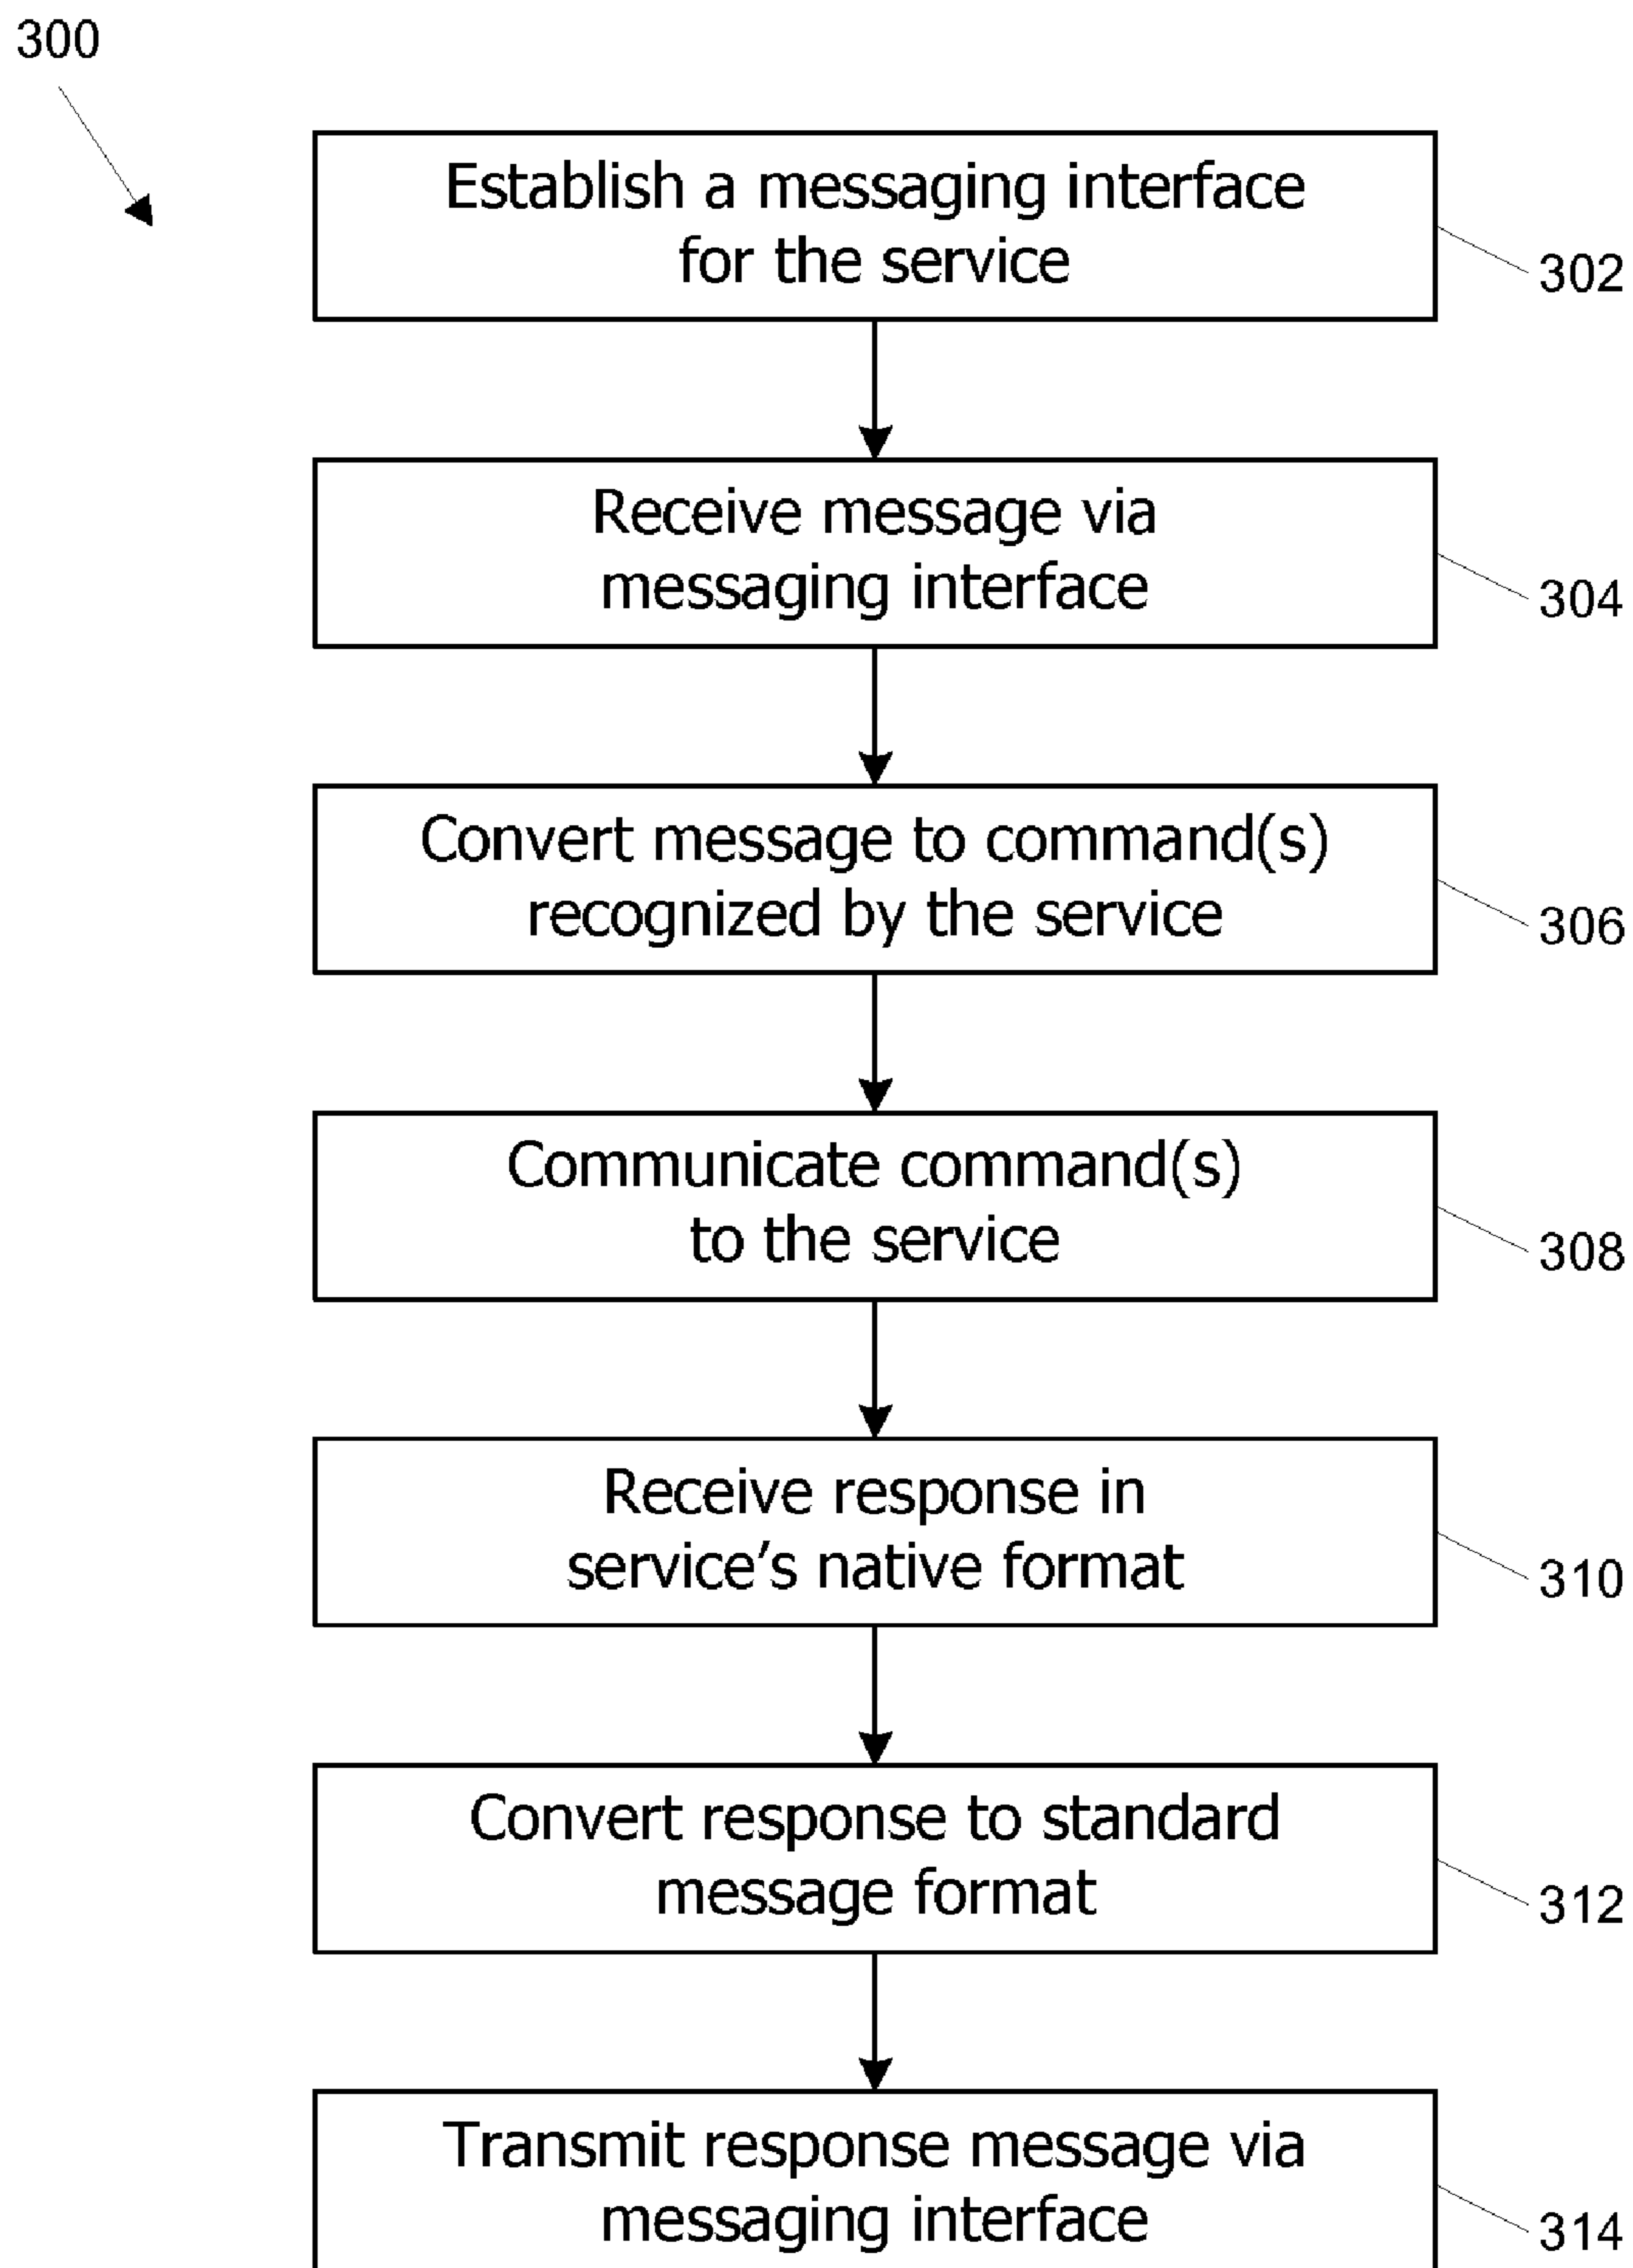 300
Establish a messaging interface
for the service
302
Receive message via
messaging interface
304
Convert message to command(s)
recognized by the service
306
Communicate command(s)
to the service
308
Receive response in
service’s native format
310
Convert response to standard
message format
312
Transmit response message via
messaging interface
314